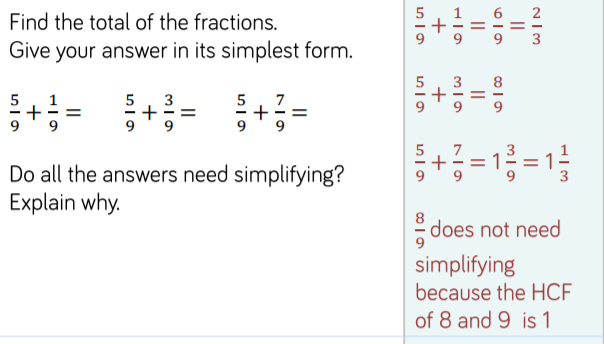 Find the total of the fractions.
Give your answer in its simplest form.
5/9 + 1/9 = 5/9 + 3/9 = 5/9 + 7/9 =
Do all the answers need simplifying?
Explain why.
5/9 + 1/9 = 6/9 = 2/3
5/9 + 3/9 = 8/9
5/9 + 7/9 = 1 3/9 = 1 1/3
8/9 does not need
simplifying
because the HCF
of 8 and 9 is 1